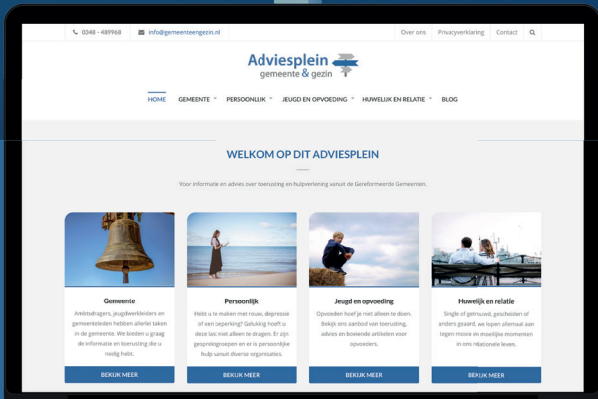 0348 - 489968 info@gemeenteengezin.nl Over ons Privacyverklaring Contact
Adviesplein
gemeente & gezin
HOME GEMEENTE PERSOONLIJK JEUGD EN OPVOEDING HUWELIJK EN RELATIE BLOG
WELKOM OP DIT ADVIESPLEIN
Voor informatie en advies over toerusting en hulpverlening vanuit de Gereformeerde Gemeenten.
Gemeente
Ambtsdragers, jeugdwerkleiders en
gemeenteleden hebben allerlei taken
in de gemeente. We bieden u graag
de informatie en toerusting die u
nodig hebt.
BEKIJK MEER
Persoonlijk
Hebt u te maken met rouw, depressie
of een beperking? Gelukkig hoeft u
deze last niet alleen te dragen. Er zijn
gespreksgroepen en er is persoonlijke
hulp vanuit diverse organisaties.
BEKIJK MEER
Jeugd en opvoeding
Opvoeden hoef je niet alleen te doen.
Bekijk ons aanbod van toerusting,
advies en boeiende artikelen voor
opvoeders.
BEKIJK MEER
Huwelijk en relatie
Single of getrouwd, gescheiden of
anders geaard, we lopen allemaal aan
tegen mooie en moeilijke momenten
in ons relationele leven.
BEKIJK MEER